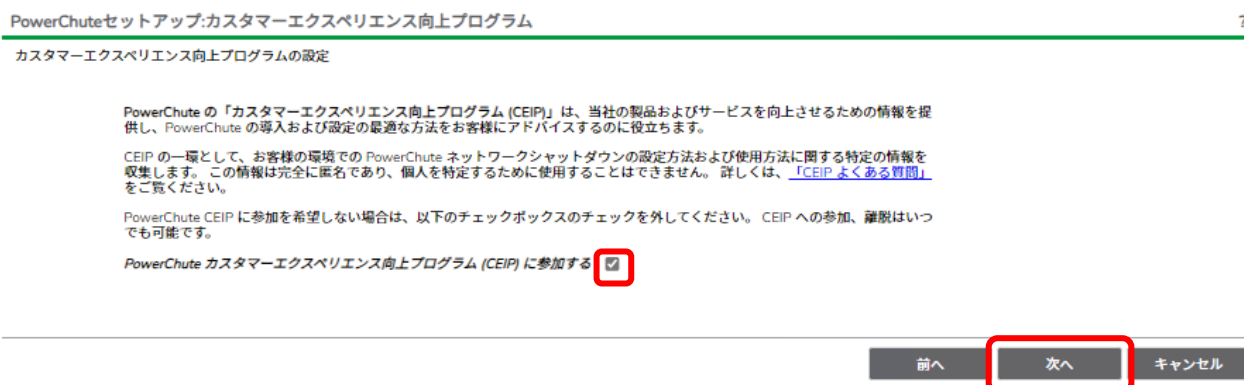 PowerChuteセットアップ:カスタマーエクスペリエンス向上プログラム
カスタマーエクスペリエンス向上プログラムの設定
PowerChute の「カスタマーエクスペリエンス向上プログラム (CEIP)」は、当社の製品およびサービスを向上させるための情報を提
供し、PowerChute の導入および設定の最適な方法をお客様にアドバイスするのに役立ちます。
CEIP の一環として、お客様の環境での PowerChute ネットワークシャットダウンの設定方法および使用方法に関する特定の情報を
収集します。 この情報は完全に匿名であり、個人を特定するために使用することはできません。 詳しくは、「CEIP よくある質問」
をご覧ください。
PowerChute CEIP に参加を希望しない場合は、以下のチェックボックスのチェックを外してください。 CEIP への参加、離脱はいつ
でも可能です。
PowerChute カスタマーエクスペリエンス向上プログラム (CEIP) に参加する
前へ 次へ キャンセル